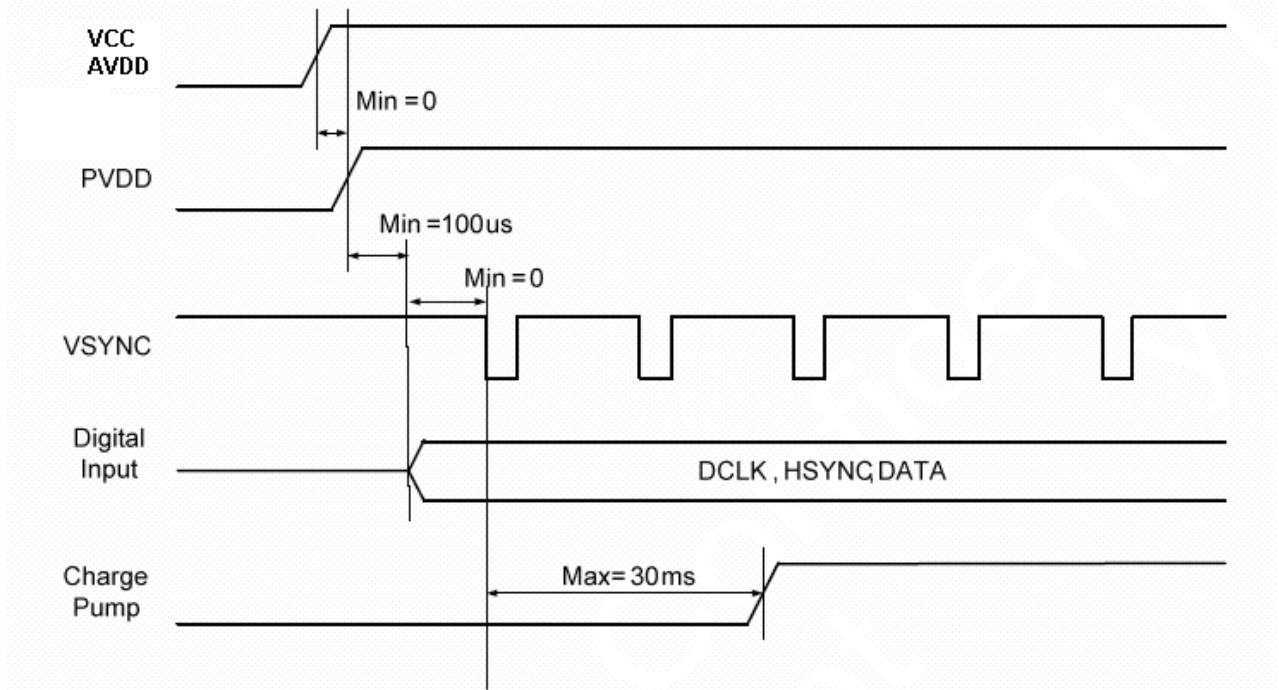 VCC
AVDD
Min = 0
PVDD
Min =100us
Min = 0
VSYNC
Digital
Input
DCLK , HSYNC,DATA
Charge
Pump
Max= 30ms